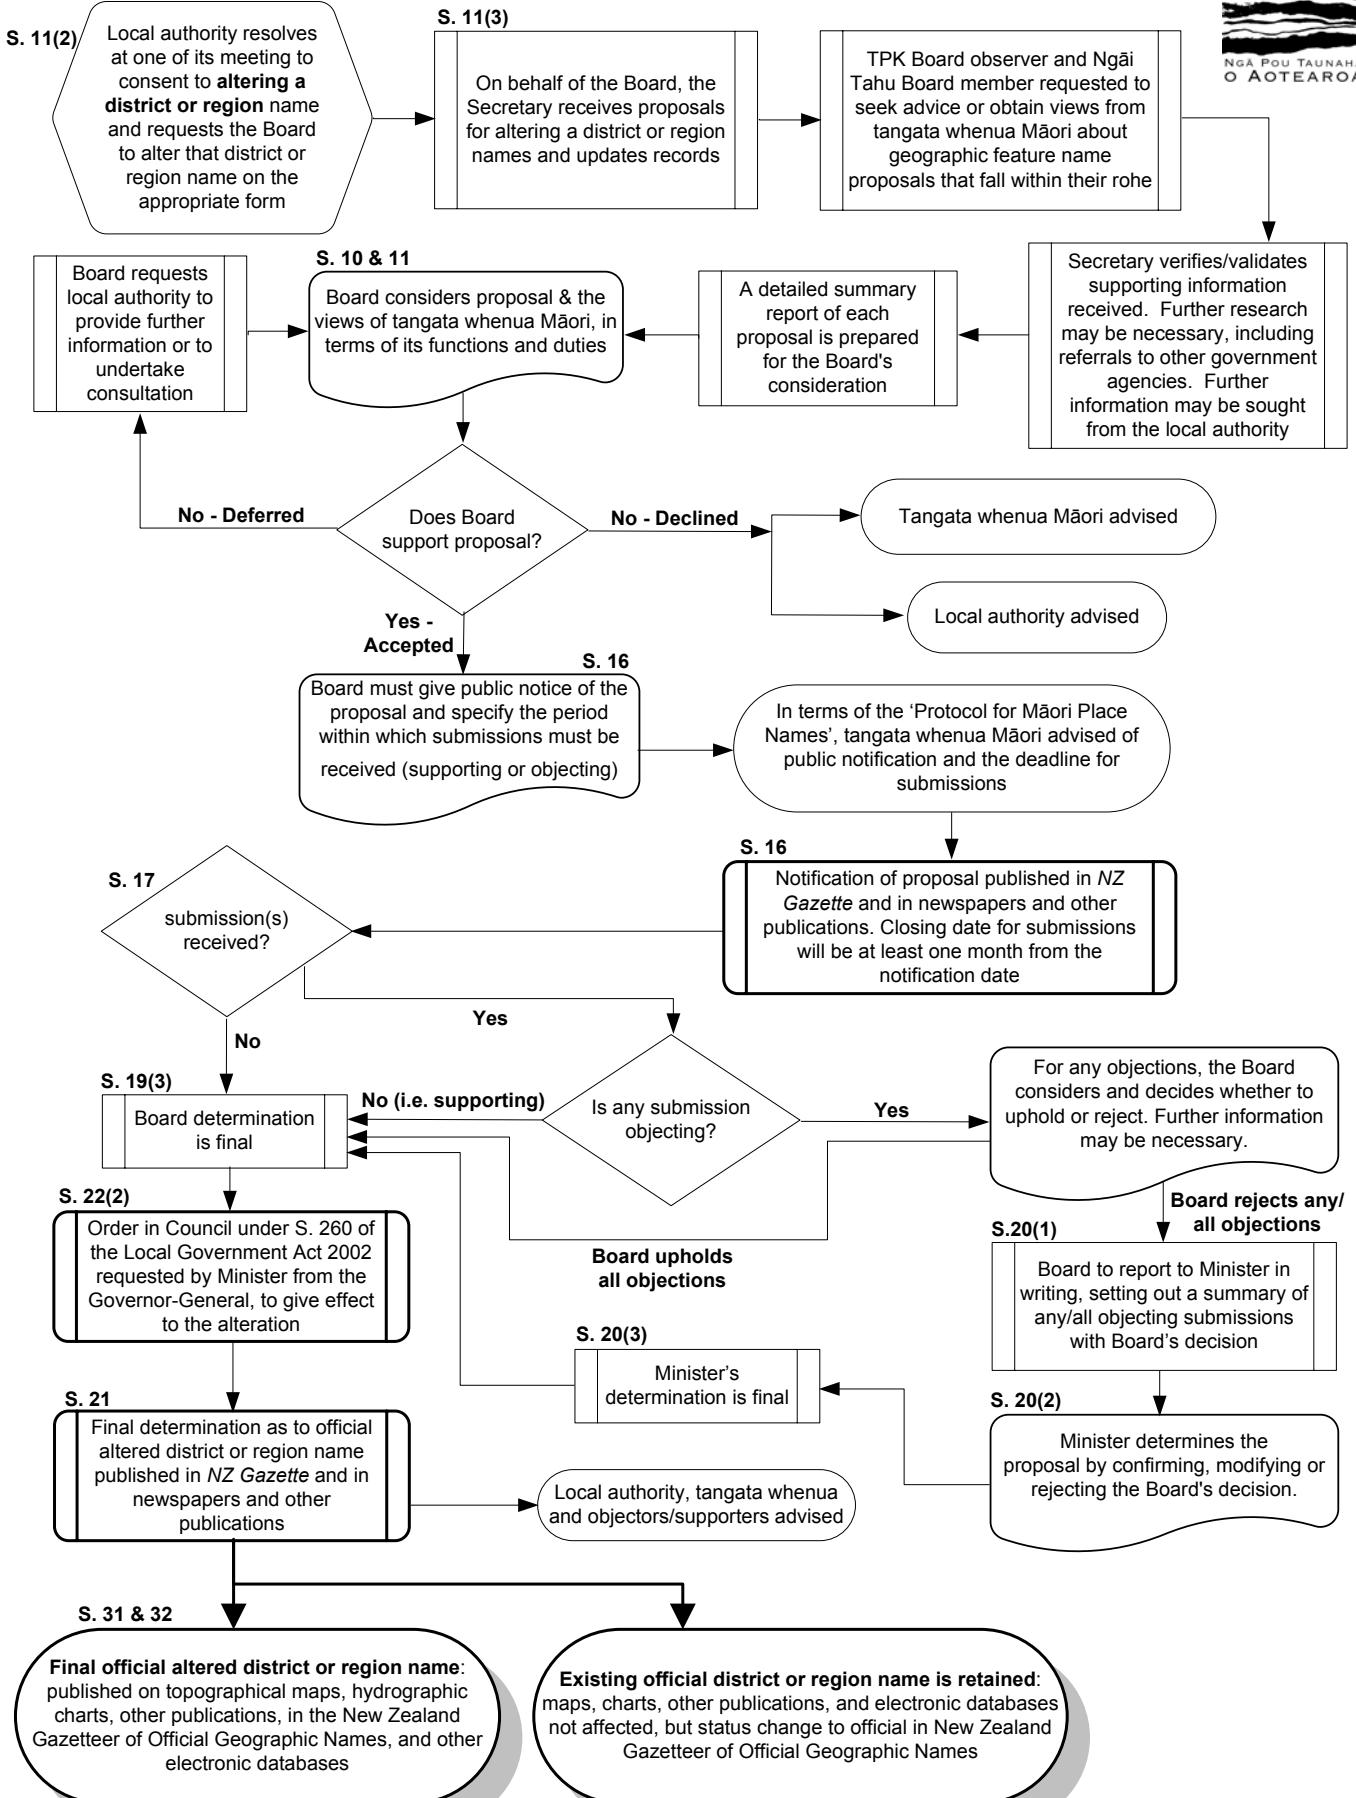 S. 11(2)
Local authority resolves
at one of its meeting to
consent to altering a
district or region name
and requests the Board
to alter that district or
region name on the
appropriate form
S. 11(3)
On behalf of the Board, the
Secretary receives proposals
for altering a district or region
names and updates records
TPK Board observer and Ngāi
Tahu Board member requested to
seek advice or obtain views from
tangata whenua Māori about
geographic feature name
proposals that fall within their rohe
NGĀ POU TAUNAHA
O AOTEAROA
Board requests
local authority to
provide further
information or to
undertake
consultation
S. 10 & 11
Board considers proposal & the
views of tangata whenua Māori, in
terms of its functions and duties
A detailed summary
report of each
proposal is prepared
for the Board's
consideration
Secretary verifies/validates
supporting information
received. Further research
may be necessary, including
referrals to other government
agencies. Further
information may be sought
from the local authority
No - Deferred
Does Board
support proposal?
No - Declined
Tangata whenua Māori advised
Local authority advised
Yes -
Accepted
S. 16
Board must give public notice of the
proposal and specify the period
within which submissions must be
received (supporting or objecting)
In terms of the ‘Protocol for Māori Place
Names’, tangata whenua Māori advised of
public notification and the deadline for
submissions
S. 16
Notification of proposal published in NZ
Gazette and in newspapers and other
publications. Closing date for submissions
will be at least one month from the
notification date
S. 17
submission(s)
received?
Yes
No
S. 19(3)
Board determination
is final
No (i.e. supporting)
Is any submission
objecting?
Yes
For any objections, the Board
considers and decides whether to
uphold or reject. Further information
may be necessary.
Board rejects any/
all objections
Board upholds
all objections
S.20(1)
Board to report to Minister in
writing, setting out a summary of
any/all objecting submissions
with Board’s decision
S. 22(2)
Order in Council under S. 260 of
the Local Government Act 2002
requested by Minister from the
Governor-General, to give effect
to the alteration
S. 20(3)
Minister’s
determination is final
S. 20(2)
Minister determines the
proposal by confirming, modifying or
rejecting the Board's decision.
S. 21
Final determination as to official
altered district or region name
published in NZ Gazette and in
newspapers and other
publications
Local authority, tangata whenua
and objectors/supporters advised
S. 31 & 32
Final official altered district or region name:
published on topographical maps, hydrographic
charts, other publications, in the New Zealand
Gazetteer of Official Geographic Names, and other
electronic databases
Existing official district or region name is retained:
maps, charts, other publications, and electronic databases
not affected, but status change to official in New Zealand
Gazetteer of Official Geographic Names